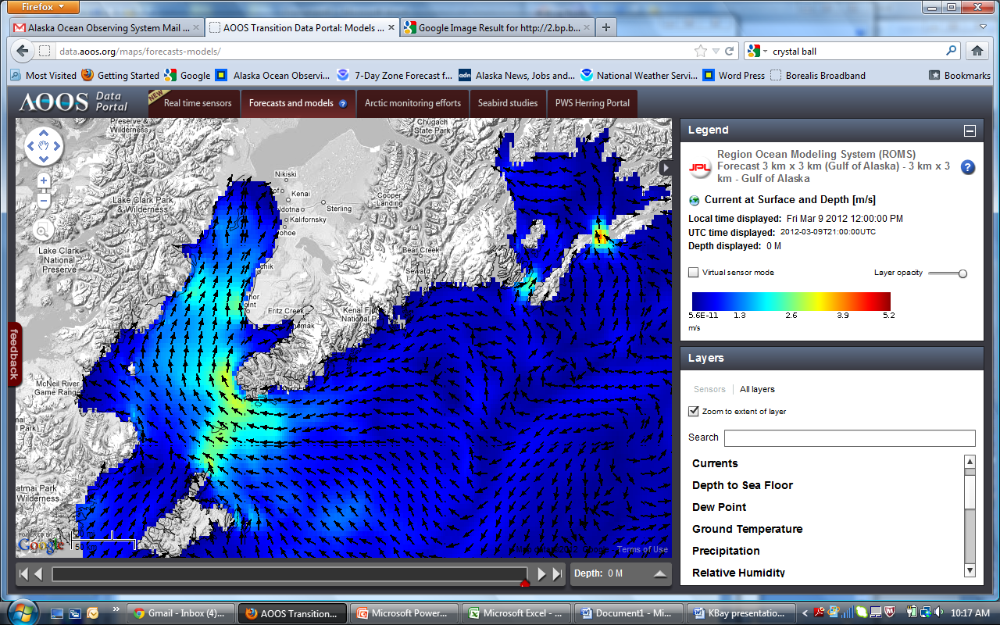 Firefox
Alaska Ocean Observing System Mail ...
AOOS Transition Data Portal: Models ...
Google Image Result for http://2.bp.b...
data.aoos.org/maps/forecasts-models/
crystal ball
Most Visited
Getting Started
Google
Alaska Ocean Observi...
7-Day Zone Forecast f...
adn
Alaska News, Jobs and...
National Weather Servi...
Word Press
Borealis Broadband
Bookmarks
AOOS Data Portal
NEW
Real time sensors
Forecasts and models
?
Arctic monitoring efforts
Seabird studies
PWS Herring Portal
Preserve &
Wilderness
Chugach
State Park
Nikiski
Kenai
Sterling
Kalifornsky
Cooper
Landing
Lake Clark Park
& Wilderness
Lake Clark
National
Preserve
Bear Creek
Seward
Fritz Creek
Kenai Fj
National P
McNeil River
Game Range
atmai Park
Wilderness
POWERED BY
Google
50 km
Terms of Use
Depth: 0 M
feedback
Legend
JPL
Region Ocean Modeling System (ROMS)
Forecast 3 km x 3 km (Gulf of Alaska) - 3 km x 3
km - Gulf of Alaska
?
Current at Surface and Depth [m/s]
Local time displayed: Fri Mar 9 2012 12:00:00 PM
UTC time displayed: 2012-03-09T21:00:00UTC
Depth displayed: 0 M
Virtual sensor mode
Layer opacity
5.6E-11 1.3 2.6 3.9 5.2
m/s
Layers
Sensors
All layers
Zoom to extent of layer
Search
Currents
Depth to Sea Floor
Dew Point
Ground Temperature
Precipitation
Relative Humidity
Gmail - Inbox (4)...
AOOS Transition...
Microsoft Power...
Microsoft Excel - ...
Document1 - Mi...
KBay presentatio...
10:17 AM